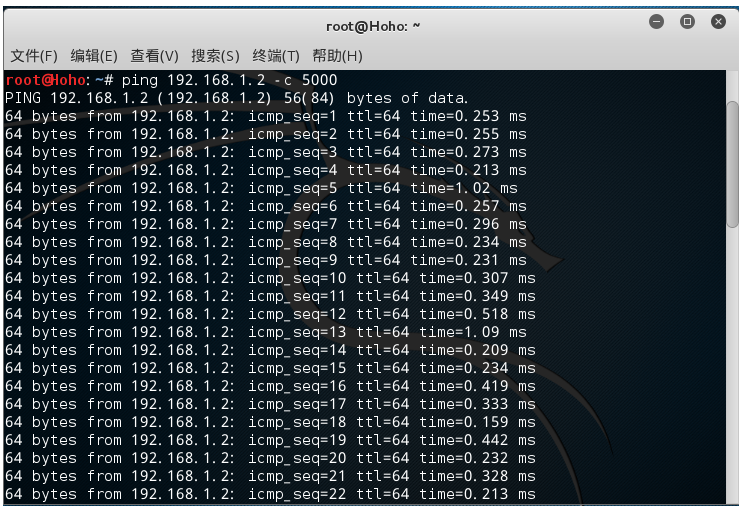 root@Hoho: ~
文件(F) 编辑(E) 查看(V) 搜索(S) 终端(T) 帮助(H)
root@Hoho:~# ping 192.168.1.2 -c 5000
PING 192.168.1.2 (192.168.1.2) 56(84) bytes of data.
64 bytes from 192.168.1.2: icmp_seq=1 ttl=64 time=0.253 ms
64 bytes from 192.168.1.2: icmp_seq=2 ttl=64 time=0.255 ms
64 bytes from 192.168.1.2: icmp_seq=3 ttl=64 time=0.273 ms
64 bytes from 192.168.1.2: icmp_seq=4 ttl=64 time=0.213 ms
64 bytes from 192.168.1.2: icmp_seq=5 ttl=64 time=1.02 ms
64 bytes from 192.168.1.2: icmp_seq=6 ttl=64 time=0.257 ms
64 bytes from 192.168.1.2: icmp_seq=7 ttl=64 time=0.296 ms
64 bytes from 192.168.1.2: icmp_seq=8 ttl=64 time=0.234 ms
64 bytes from 192.168.1.2: icmp_seq=9 ttl=64 time=0.231 ms
64 bytes from 192.168.1.2: icmp_seq=10 ttl=64 time=0.307 ms
64 bytes from 192.168.1.2: icmp_seq=11 ttl=64 time=0.349 ms
64 bytes from 192.168.1.2: icmp_seq=12 ttl=64 time=0.518 ms
64 bytes from 192.168.1.2: icmp_seq=13 ttl=64 time=1.09 ms
64 bytes from 192.168.1.2: icmp_seq=14 ttl=64 time=0.209 ms
64 bytes from 192.168.1.2: icmp_seq=15 ttl=64 time=0.234 ms
64 bytes from 192.168.1.2: icmp_seq=16 ttl=64 time=0.419 ms
64 bytes from 192.168.1.2: icmp_seq=17 ttl=64 time=0.333 ms
64 bytes from 192.168.1.2: icmp_seq=18 ttl=64 time=0.159 ms
64 bytes from 192.168.1.2: icmp_seq=19 ttl=64 time=0.442 ms
64 bytes from 192.168.1.2: icmp_seq=20 ttl=64 time=0.232 ms
64 bytes from 192.168.1.2: icmp_seq=21 ttl=64 time=0.328 ms
64 bytes from 192.168.1.2: icmp_seq=22 ttl=64 time=0.213 ms